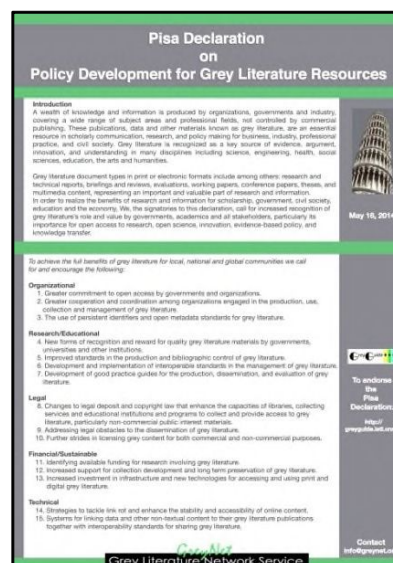 Pisa Declaration
on
Policy Development for Grey Literature Resources
Introduction
A wealth of knowledge and information is produced by organizations, governments and industry,
covering a wide range of subject areas and professional fields, not controlled by commercial
publishing. These publications, data and other materials known as grey literature, are an essential
resource in scholarly communication, research, and policy making for business, industry, professional
practice, and civil society. Grey literature is recognized as a key source of evidence, argument,
innovation, and understanding in many disciplines including science, engineering, health, social
sciences, education, the arts and humanities.
Grey literature document types in print or electronic formats include among others: research and
technical reports, briefings and reviews, evaluations, working papers, conference papers, theses, and
multimedia content, representing an important and valuable part of research and information.
In order to realize the benefits of research and information for scholarship, government, civil society,
education and the economy. We, the signatories to this declaration, call for increased recognition of
grey literature's role and value by governments, academics and all stakeholders, particularly its
importance for open access to research, open science, innovation, evidence-based policy, and
knowledge transfer.
May 16, 2014
To achieve the full benefits of grey literature for local, national and global communities we call
for and encourage the following:
Organizational
1. Greater commitment to open access by governments and organizations.
2. Greater cooperation and coordination among organizations engaged in the production, use,
collection and management of grey literature.
3. The use of persistent identifiers and open metadata standards for grey literature.
Research/Educational
4. New forms of recognition and reward for quality grey literature materials by governments,
universities and other institutions.
5. Improved standards in the production and bibliographic control of grey literature.
6. Development and implementation of interoperable standards in the management of grey literature.
7. Development of good practice guides for the production, dissemination, and evaluation of grey
literature.
Legal
8. Changes to legal deposit and copyright law that enhance the capacities of libraries, collecting
services and educational institutions and programs to collect and provide access to grey
literature, particularly non-commercial public interest materials.
9. Addressing legal obstacles to the dissemination of grey literature.
10. Further strides in licensing grey content for both commercial and non-commercial purposes.
Financial/Sustainable
11. Identifying available funding for research involving grey literature.
12. Increased support for collection development and long term preservation of grey literature.
13. Increased investment in infrastructure and new technologies for accessing and using print and
digital grey literature.
Technical
14. Strategies to tackle link rot and enhance the stability and accessibility of online content.
15. Systems for linking data and other non-textual content to their grey literature publications
together with interoperability standards for sharing grey literature.
GreyGuide
To endorse
the
Pisa
Declaration:
http://
Contact
info@greynet.o
GreyNet
Grey Literature Network Service